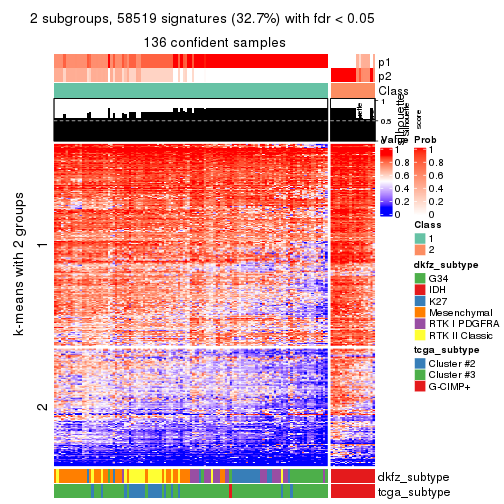 2 subgroups, 58519 signatures (32.7%) with fdr < 0.05
136 confident samples
p1
p2
Class
1
0.5
Silhouette
score
k-means with 2 groups
1
2
Value
1
0.8
0.6
0.4
0.2
0
Prob
1
0.8
0.6
0.4
0.2
0
Class
1
2
dkfz_subtype
G34
IDH
K27
Mesenchymal
RTK I PDGFRA
RTK II Classic
tcga_subtype
Cluster #2
Cluster #3
G-CIMP+
dkfz_subtype
tcga_subtype